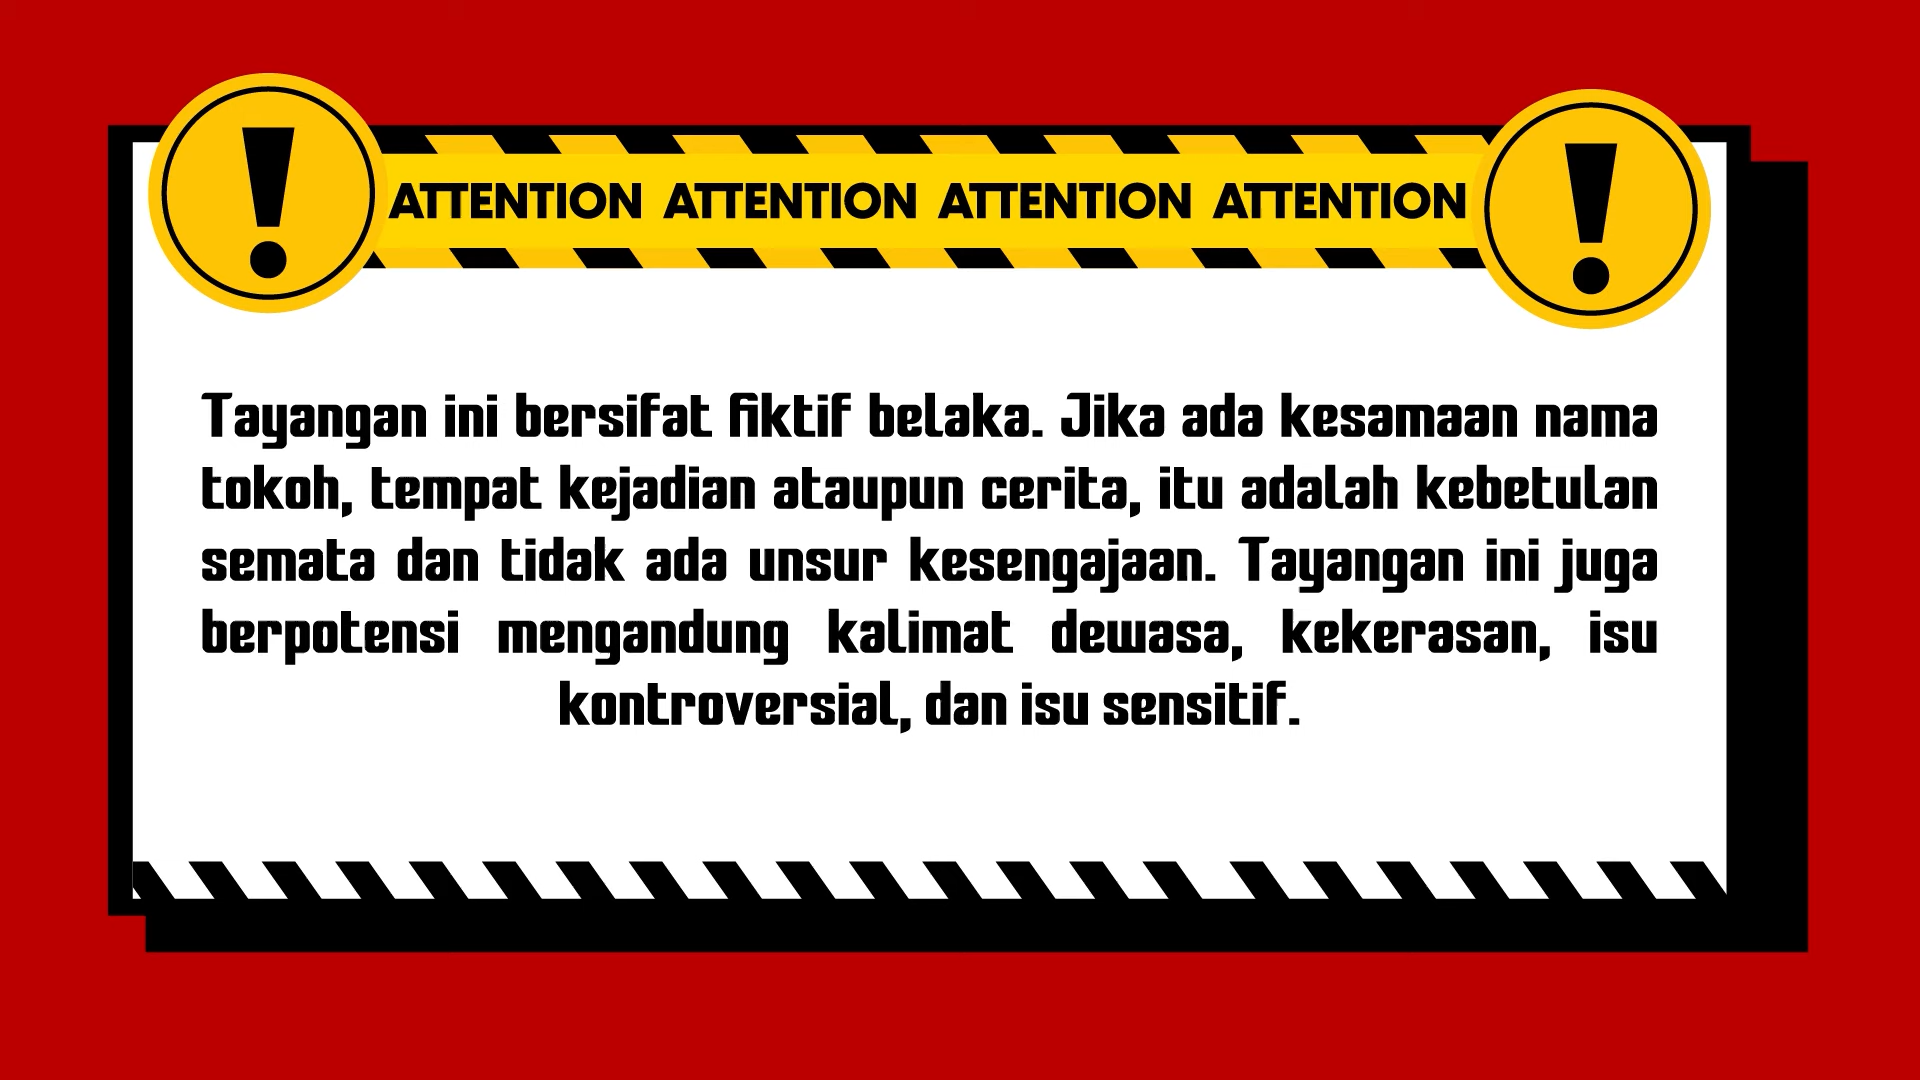 ATTENTION ATTENTION ATTENTION ATTENTION
Tayangan ini bersifat fiktif belaka. Jika ada kesamaan nama
tokoh, tempat kejadian ataupun cerita, itu adalah kebetulan
semata dan tidak ada unsur kesengajaan. Tayangan ini juga
berpotensi mengandung kalimat dewasa, kekerasan, isu
kontroversial, dan isu sensitif.